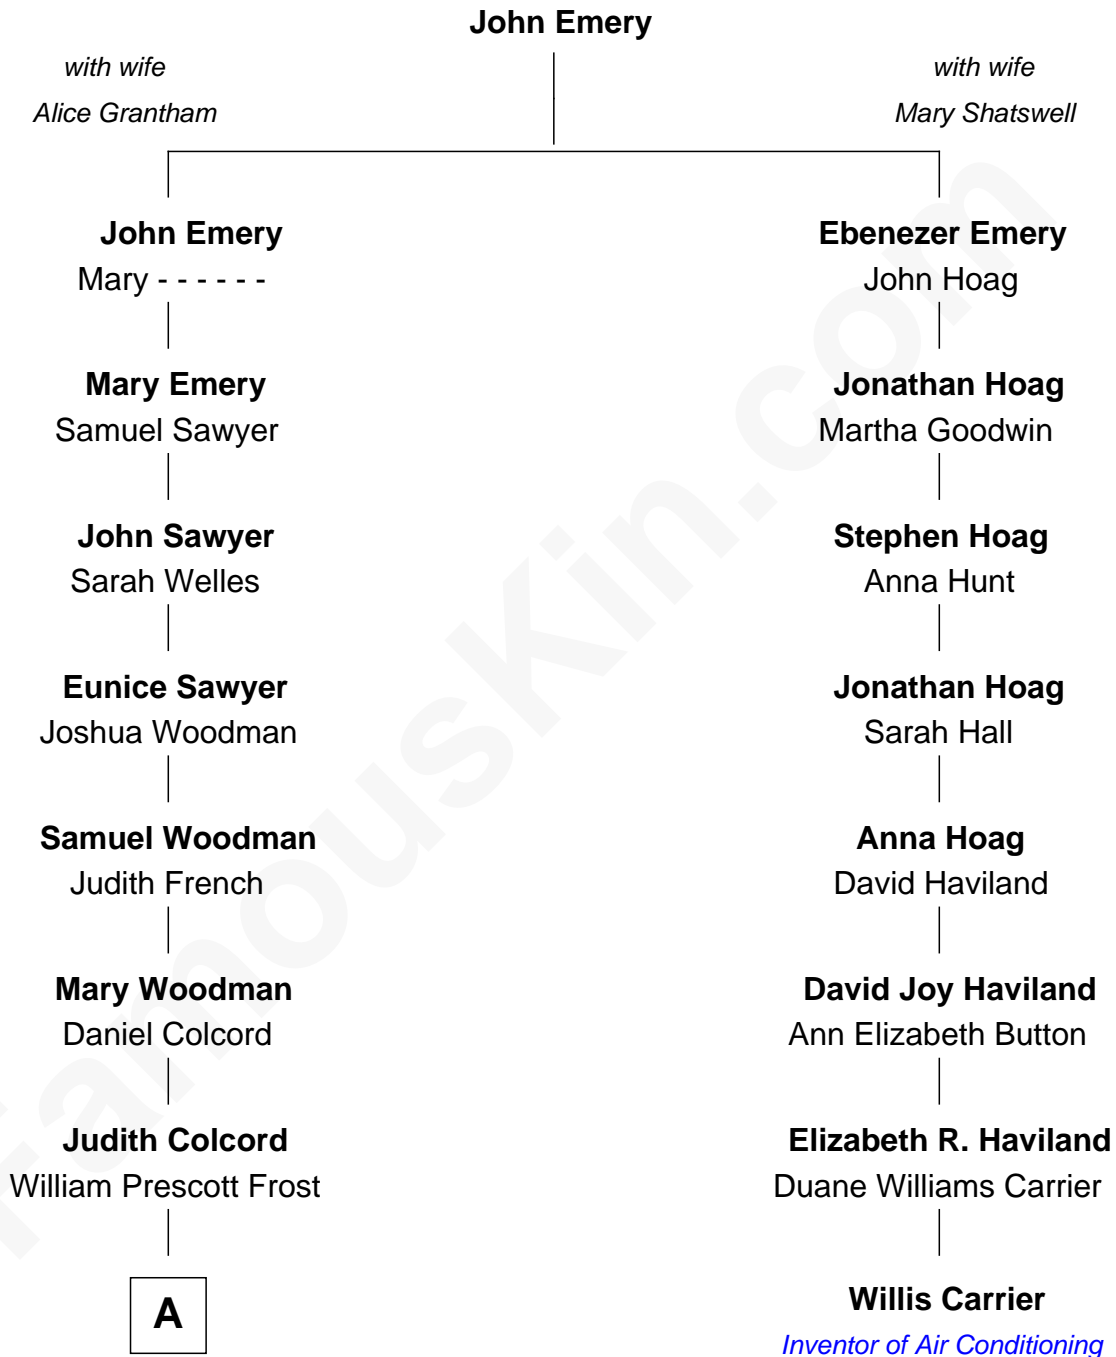 John Emery
with wife
Alice Grantham
with wife
Mary Shatswell
John Emery
Mary - - - - - -
Ebenezer Emery
John Hoag
Mary Emery
Samuel Sawyer
Jonathan Hoag
Martha Goodwin
John Sawyer
Sarah Welles
Stephen Hoag
Anna Hunt
Eunice Sawyer
Joshua Woodman
Jonathan Hoag
Sarah Hall
Samuel Woodman
Judith French
Anna Hoag
David Haviland
Mary Woodman
Daniel Colcord
David Joy Haviland
Ann Elizabeth Button
Judith Colcord
William Prescott Frost
Elizabeth R. Haviland
Duane Williams Carrier
A
Willis Carrier
Inventor of Air Conditioning
FamousKin.com